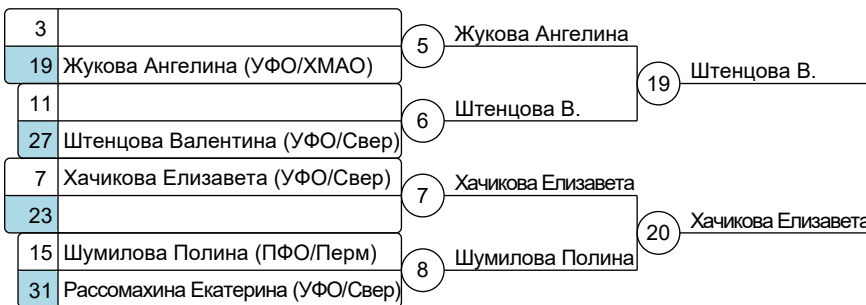 3
19 Жукова Ангелина (УФО/ХМАО)
11
27 Штенцова Валентина (УФО/Свер)
7 Хачикова Елизавета (УФО/Свер)
23
15 Шумилова Полина (ПФО/Перм)
31 Рассомахина Екатерина (УФО/Свер)
5 Жукова Ангелина
6 Штенцова В.
7 Хачикова Елизавета
8 Шумилова Полина
19 Штенцова В.
20 Хачикова Елизавета